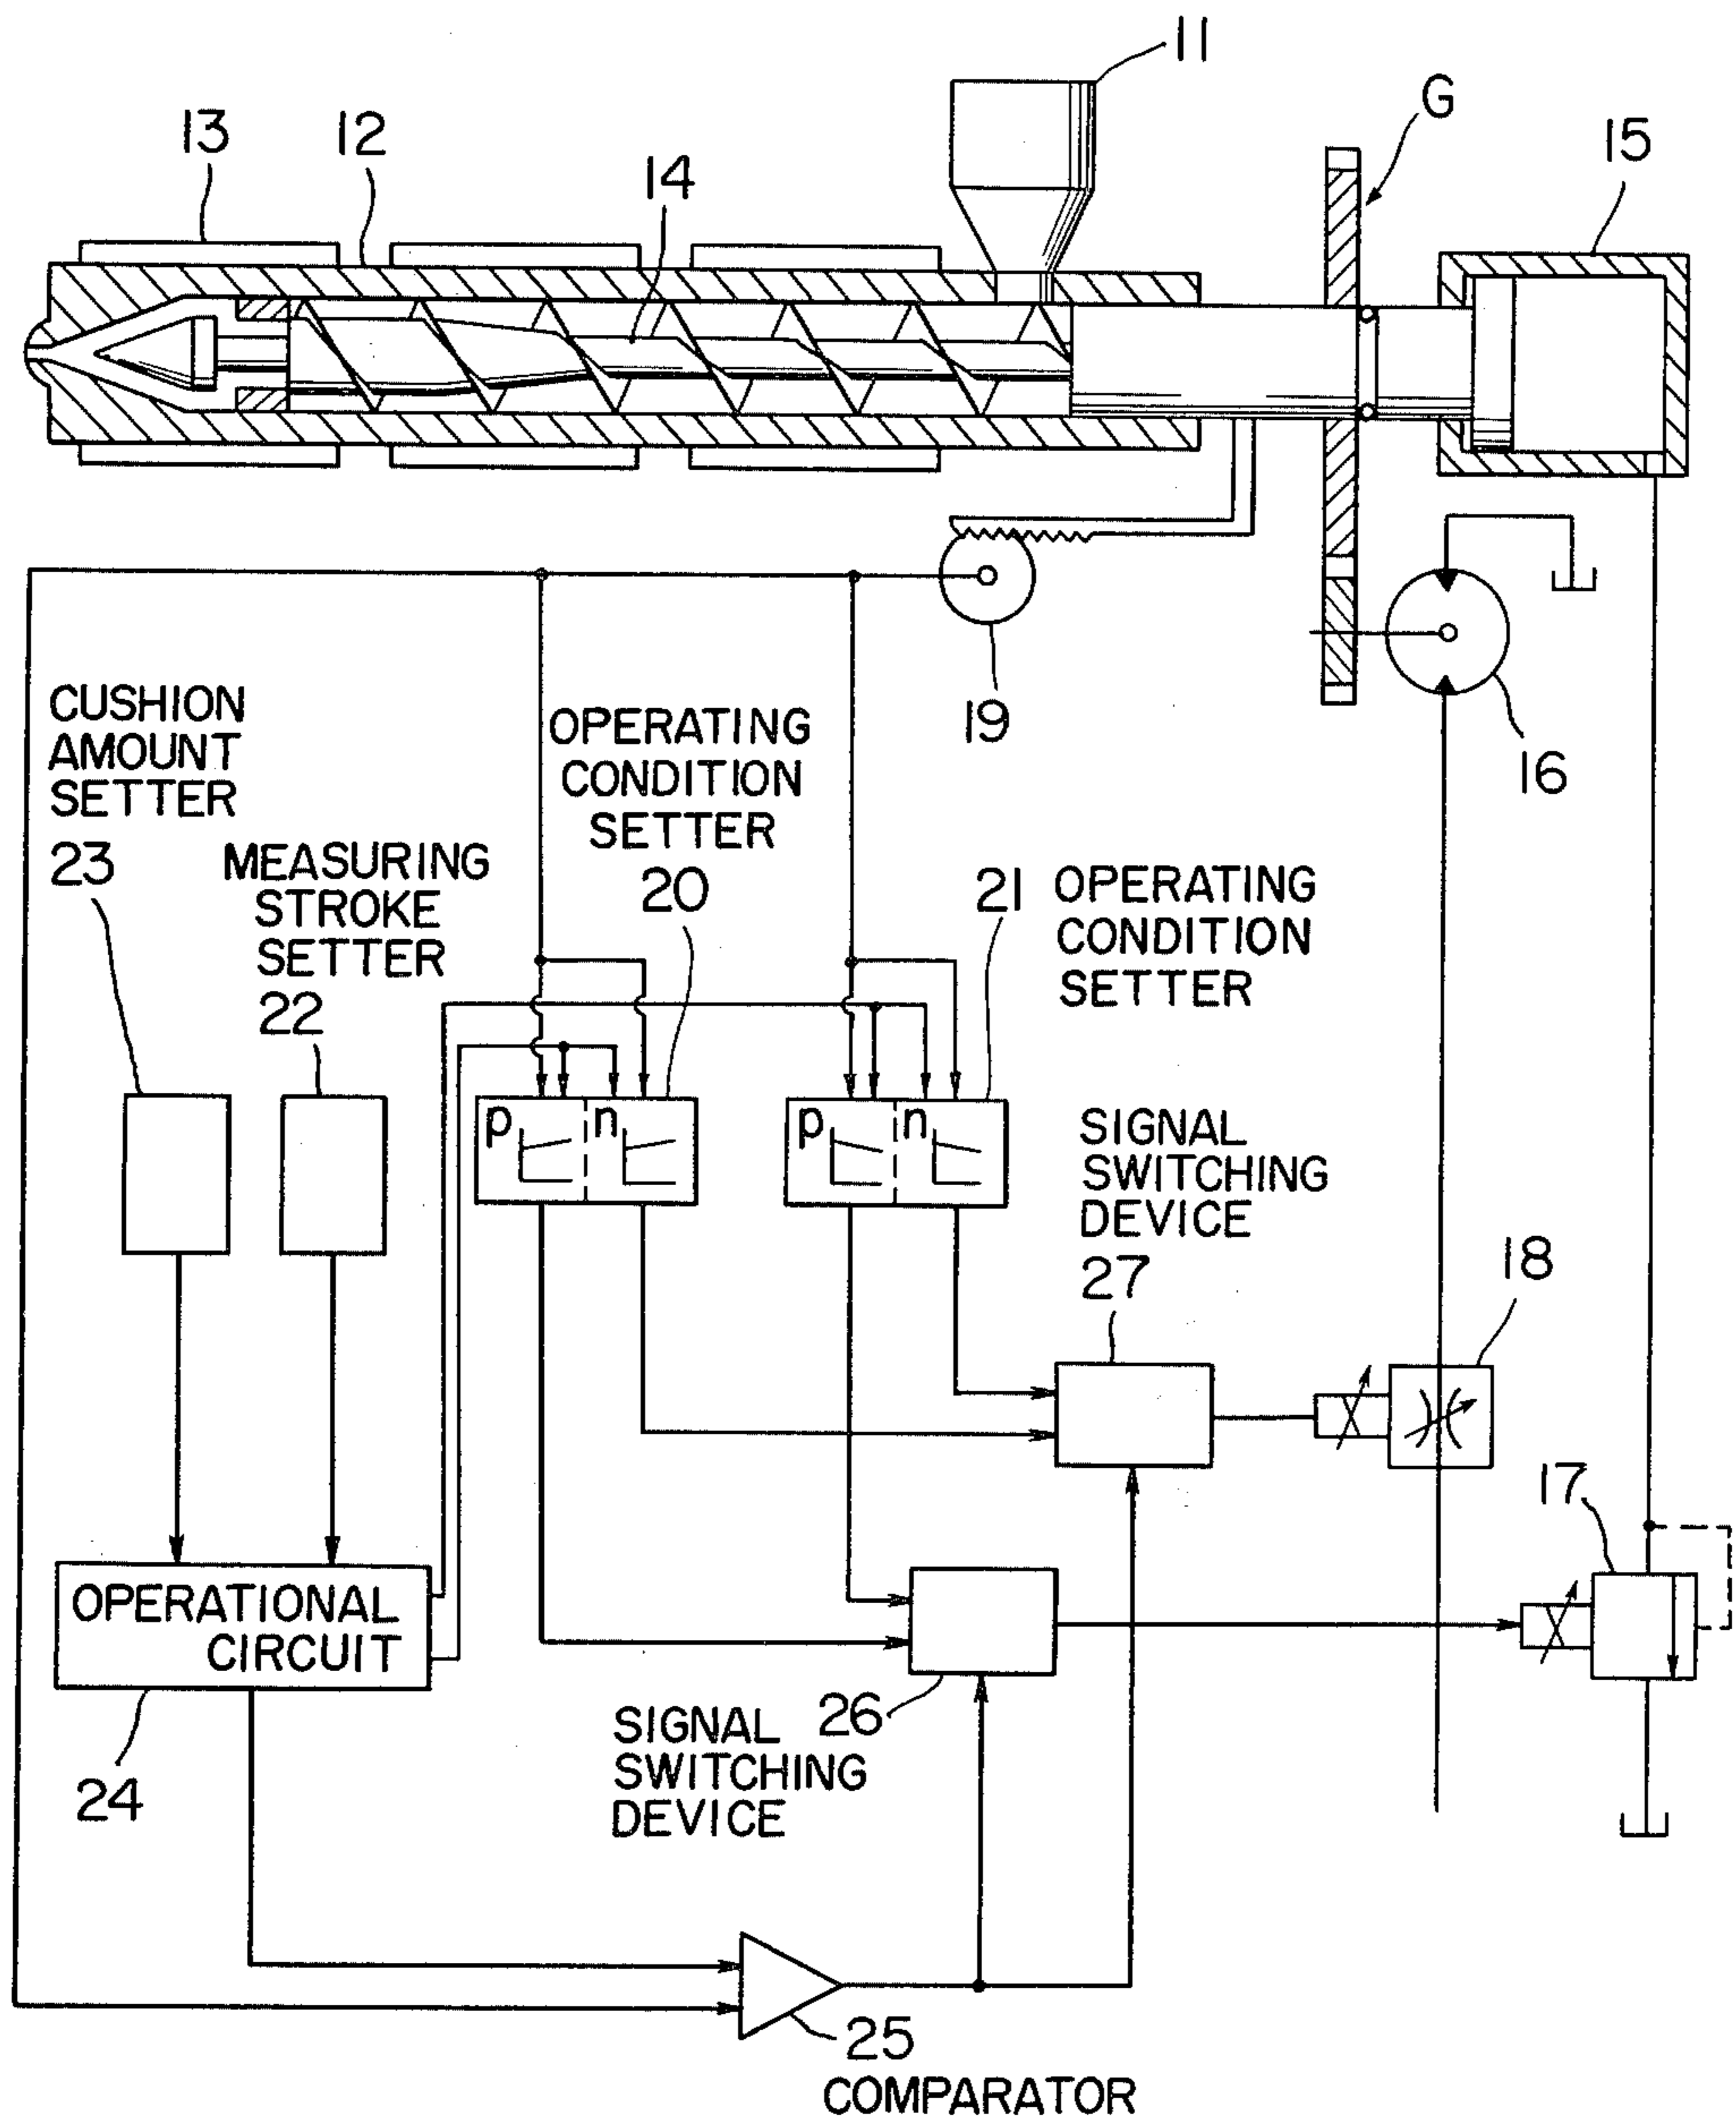 11
G
13
12
15
14
19
16
CUSHION
AMOUNT
SETTER
23
OPERATING
CONDITION
SETTER
20
MEASURING
STROKE
SETTER
22
21
OPERATING
CONDITION
SETTER
p
n
p
n
SIGNAL
SWITCHING
DEVICE
27
18
17
OPERATIONAL
CIRCUIT
24
26
SIGNAL
SWITCHING
DEVICE
25
COMPARATOR